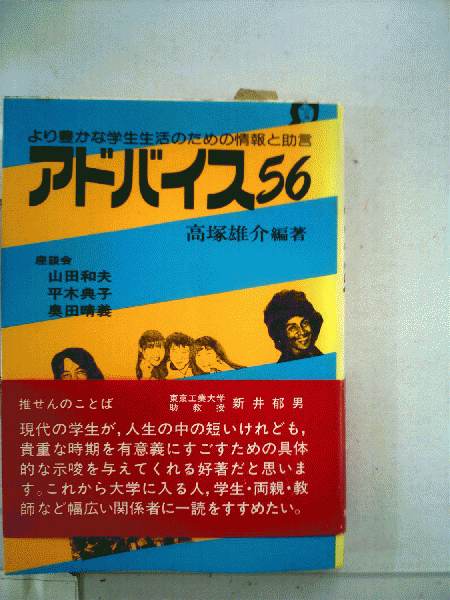 より豊かな学生生活のための情報と助言
アドバイス56
高塚雄介編著
座談会
山田和夫
平木典子
奥田晴義
推せんのことば
東京工業大学
助教授
新井郁男
現代の学生が，人生の中の短いけれども，
貴重な時期を有意義にすごすための具体
的な示唆を与えてくれる好著だと思いま
す。これから大学に入る人，学生・両親・教
師など幅広い関係者に一読をすすめたい。